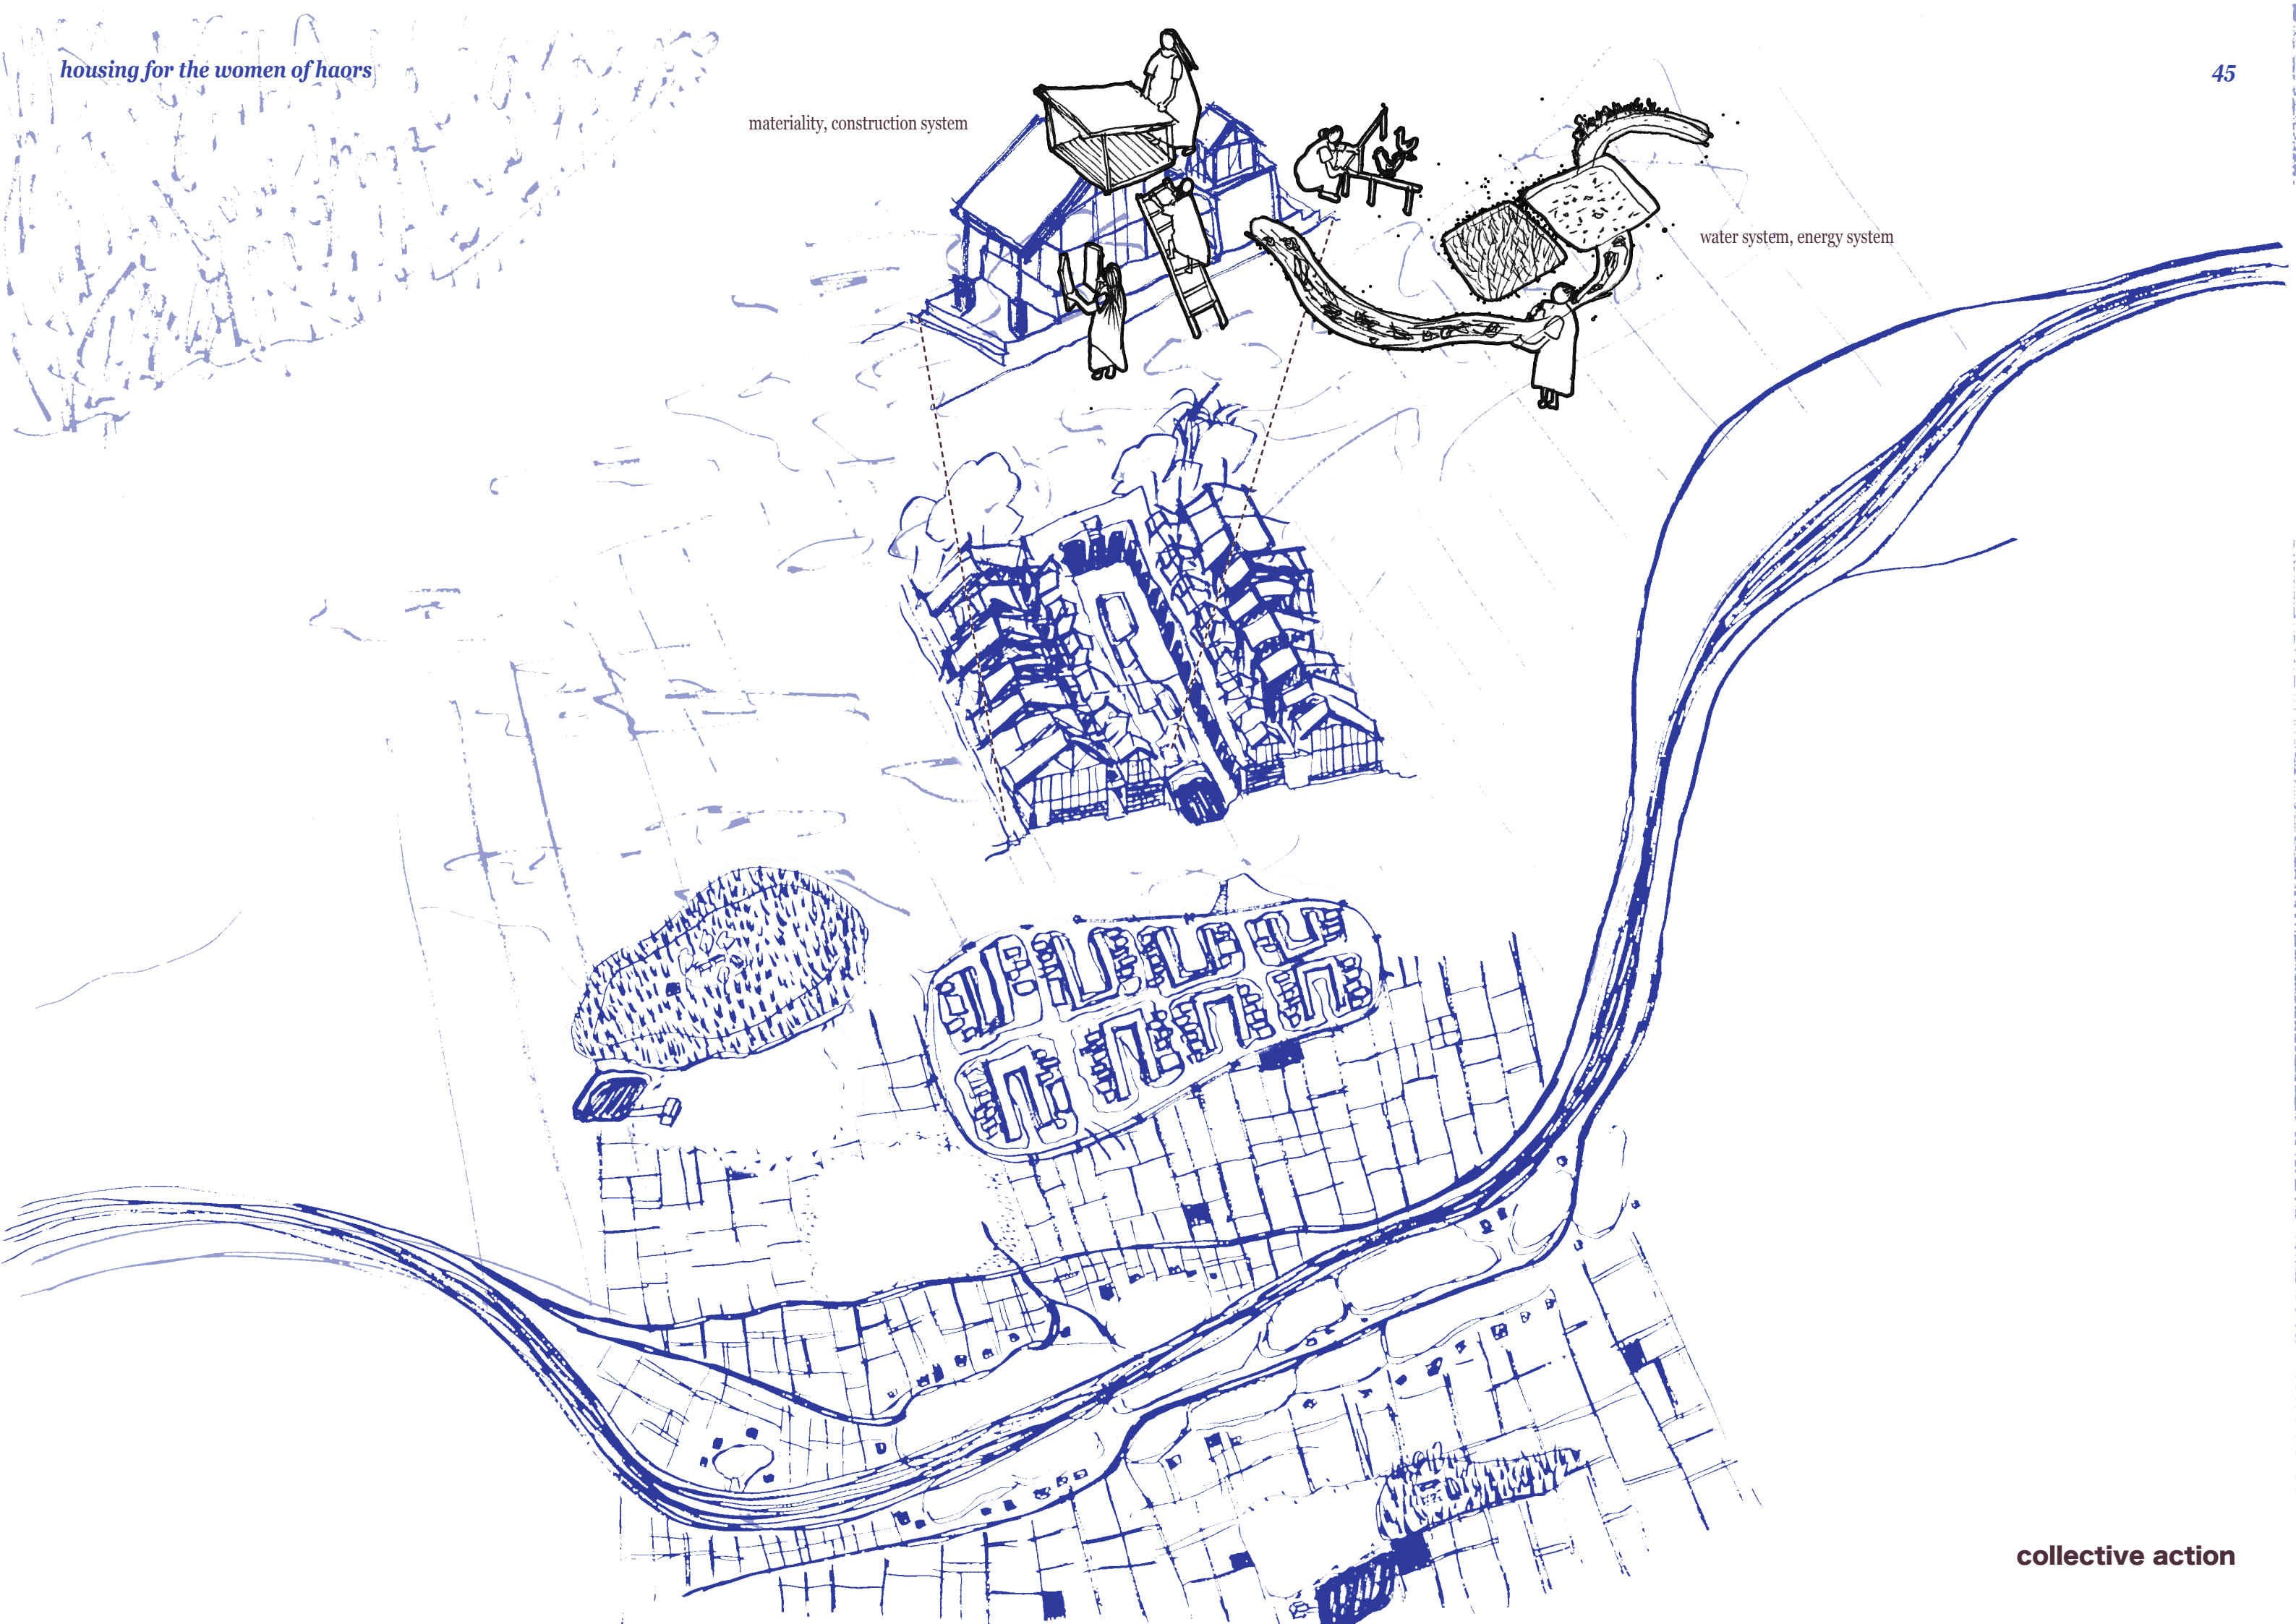 housing for the women of haors
45
materiality, construction system
water system, energy system
collective action